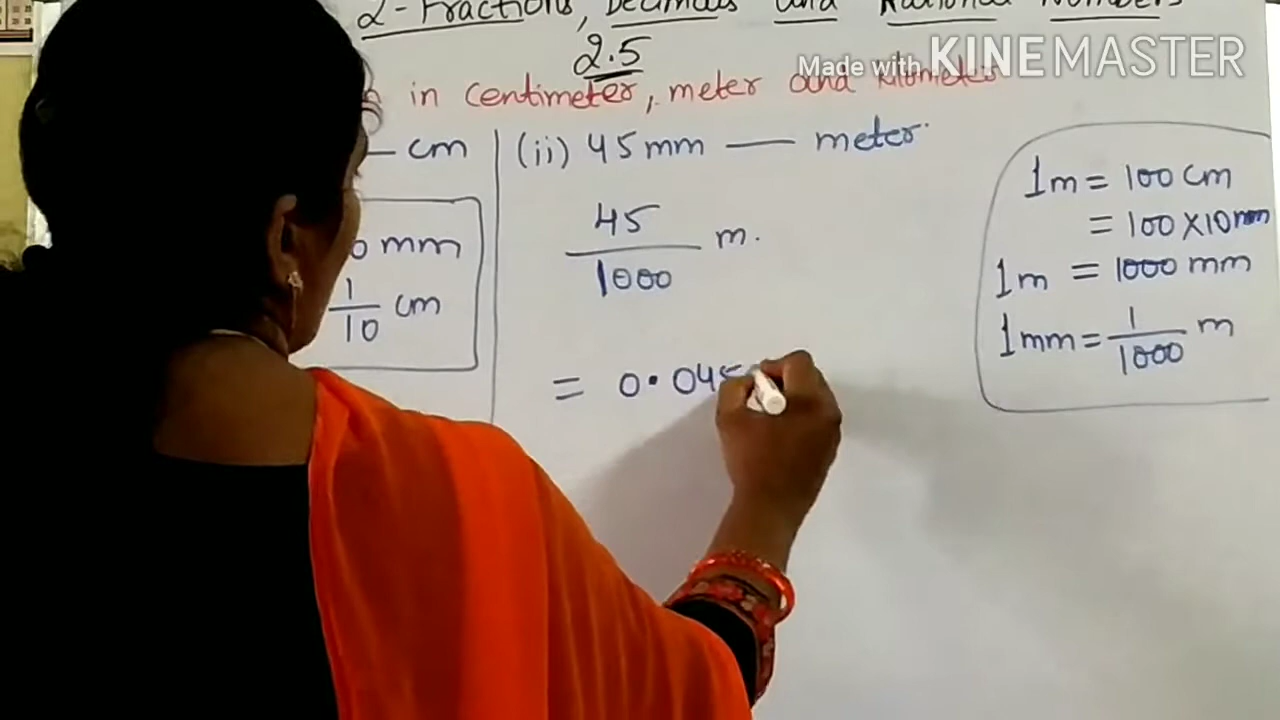 2-Fractions, Decimals and Rational Numbers
2.5
Made with KINEMASTER
in centimeter, meter and kilometer
cm
(ii) 45mm — meter.
45
1000 m.
= 0.045
0 mm
1
10 cm
1m = 100 cm
= 100 X 10 mm
1m = 1000 mm
1mm = 1/1000 m